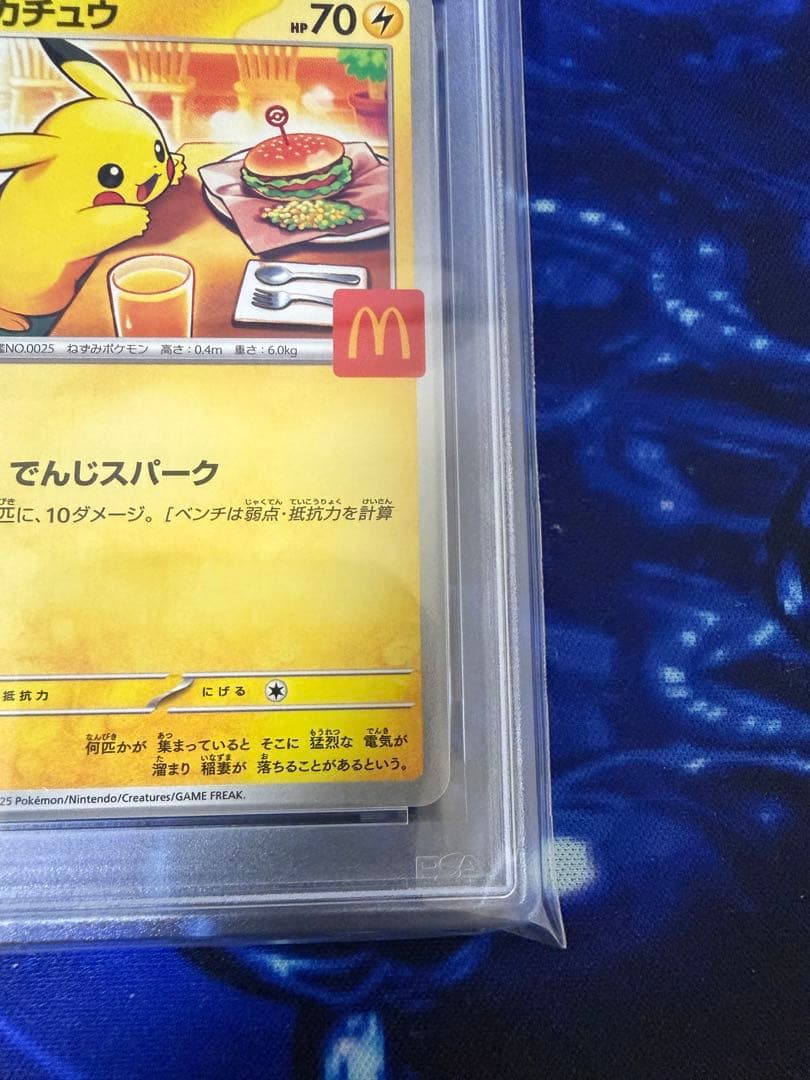 カチュウ HP70
NO.0025 ねずみポケモン 高さ:0.4m 重さ:6.0kg
でんじスパーク
匹に、10ダメージ。[ベンチは弱点・抵抗力を計算
抵抗力 にげる
何匹かが 集まっていると そこに 猛烈な 電気が
溜まり 稲妻が 落ちることがあるという。
25 Pokémon/Nintendo/Creatures/GAME FREAK.
PSA